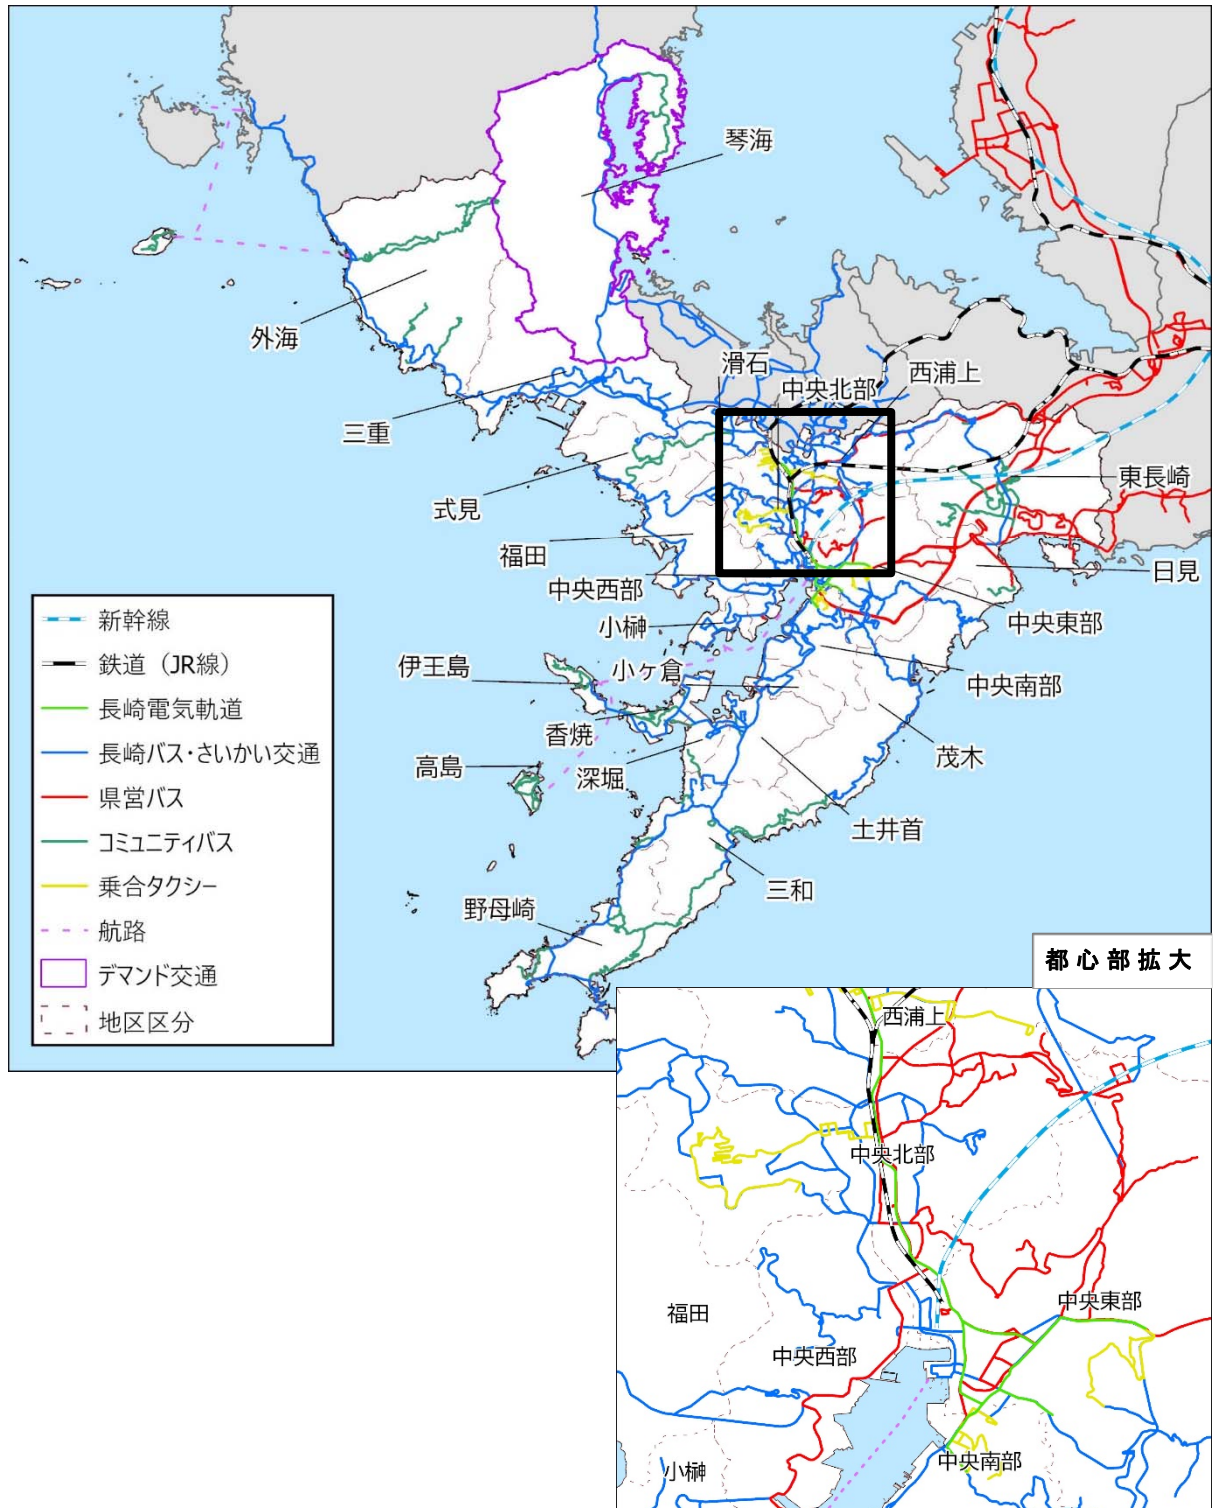 琴海
外海
滑石
中央北部
西浦上
三重
式見
東長崎
福田
日見
中央西部
中央東部
小榊
伊王島
小ヶ倉
中央南部
香焼
茂木
高島
深堀
土井首
三和
野母崎
新幹線
鉄道（JR線）
長崎電気軌道
長崎バス・さいかい交通
県営バス
コミュニティバス
乗合タクシー
航路
デマンド交通
地区区分
都心部拡大
西浦上
中央北部
中央東部
福田
中央西部
中央南部
小榊